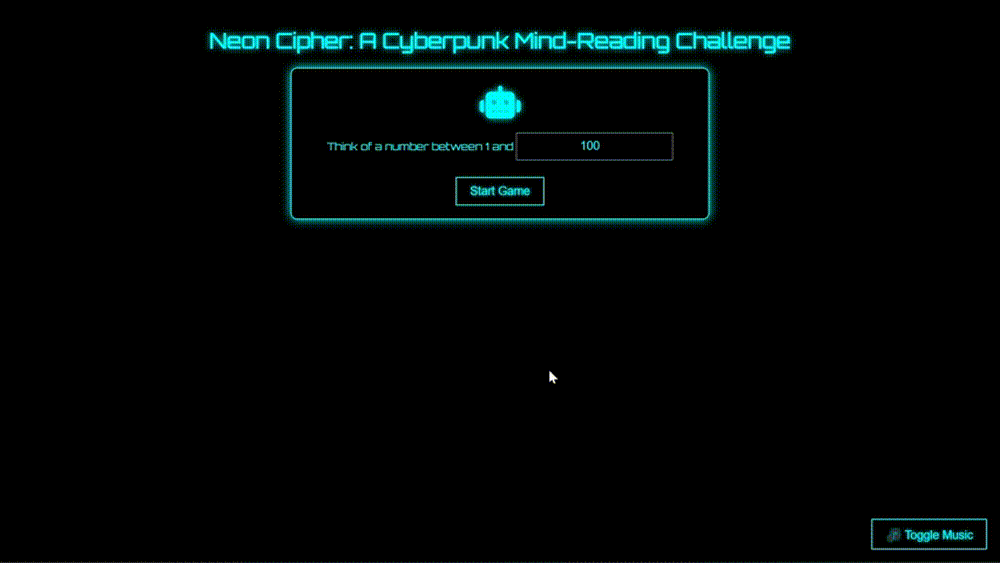 Neon Cipher: A Cyberpunk Mind-Reading Challenge
Think of a number between 1 and 100
Start Game
Toggle Music